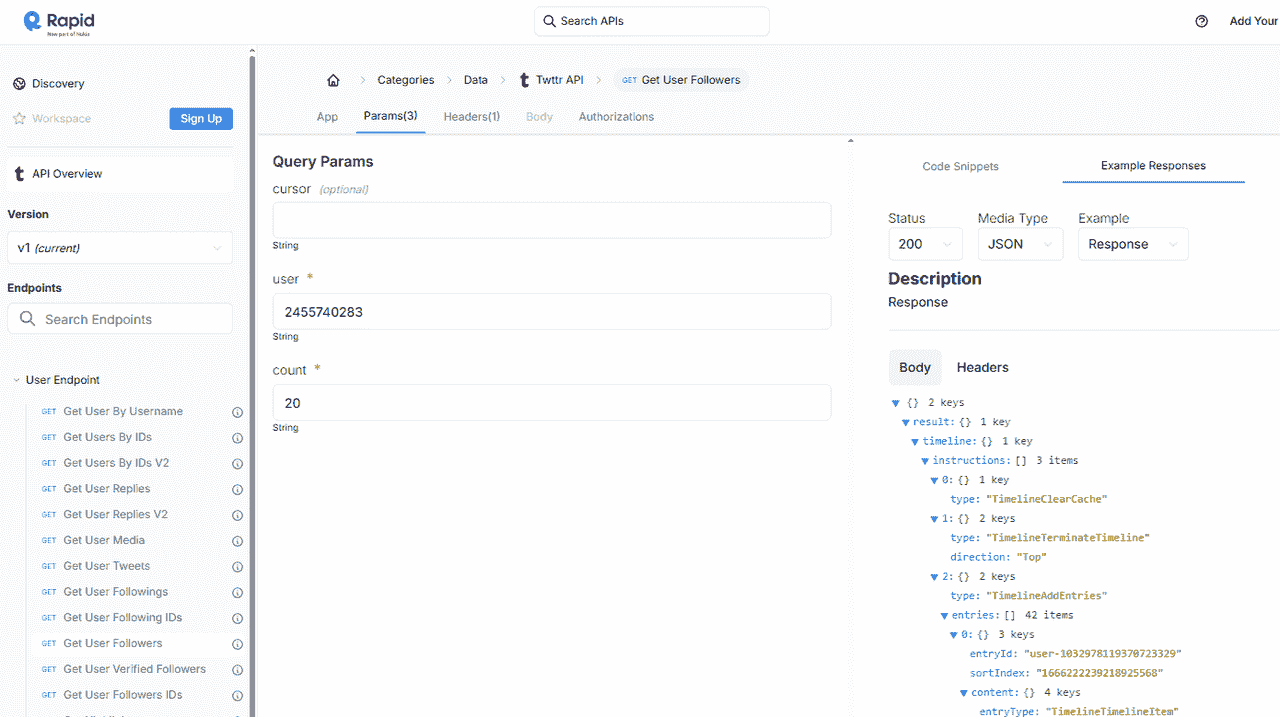 Rapid
Now part of Nokia
Search APIs
Add Your
Discovery
Workspace
Sign Up
API Overview
Version
v1 (current)
Endpoints
Search Endpoints
User Endpoint
GET Get User By Username
GET Get Users By IDs
GET Get Users By IDs V2
GET Get User Replies
GET Get User Replies V2
GET Get User Media
GET Get User Tweets
GET Get User Followings
GET Get User Following IDs
GET Get User Followers
GET Get User Verified Followers
GET Get User Followers IDs
Categories Data t Twttr API GET Get User Followers
App Params(3) Headers(1) Body Authorizations
Query Params
cursor (optional)
String
user *
2455740283
String
count *
20
String
Code Snippets Example Responses
Status Media Type Example
200 JSON Response
Description
Response
Body Headers
{} 2 keys
result: {} 1 key
timeline: {} 1 key
instructions: [] 3 items
0: {} 1 key
type: "TimelineClearCache"
1: {} 2 keys
type: "TimelineTerminateTimeline"
direction: "Top"
2: {} 2 keys
type: "TimelineAddEntries"
entries: [] 42 items
0: {} 3 keys
entryId: "user-1032978119370723329"
sortIndex: "1666222239218925568"
content: {} 4 keys
entryType: "TimelineTimelineItem"